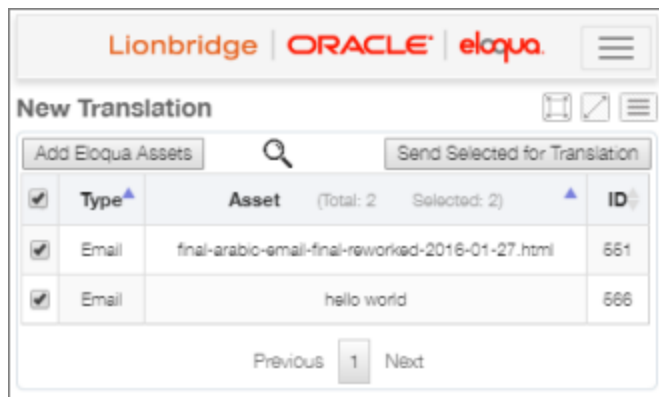 Lionbridge | ORACLE | eloqua.
New Translation
Add Eloqua Assets Send Selected for Translation
Type Asset (Total: 2 Selected: 2) ID
Email final-arabic-email-final-reworked-2016-01-27.html 551
Email hello world 566
Previous 1 Next